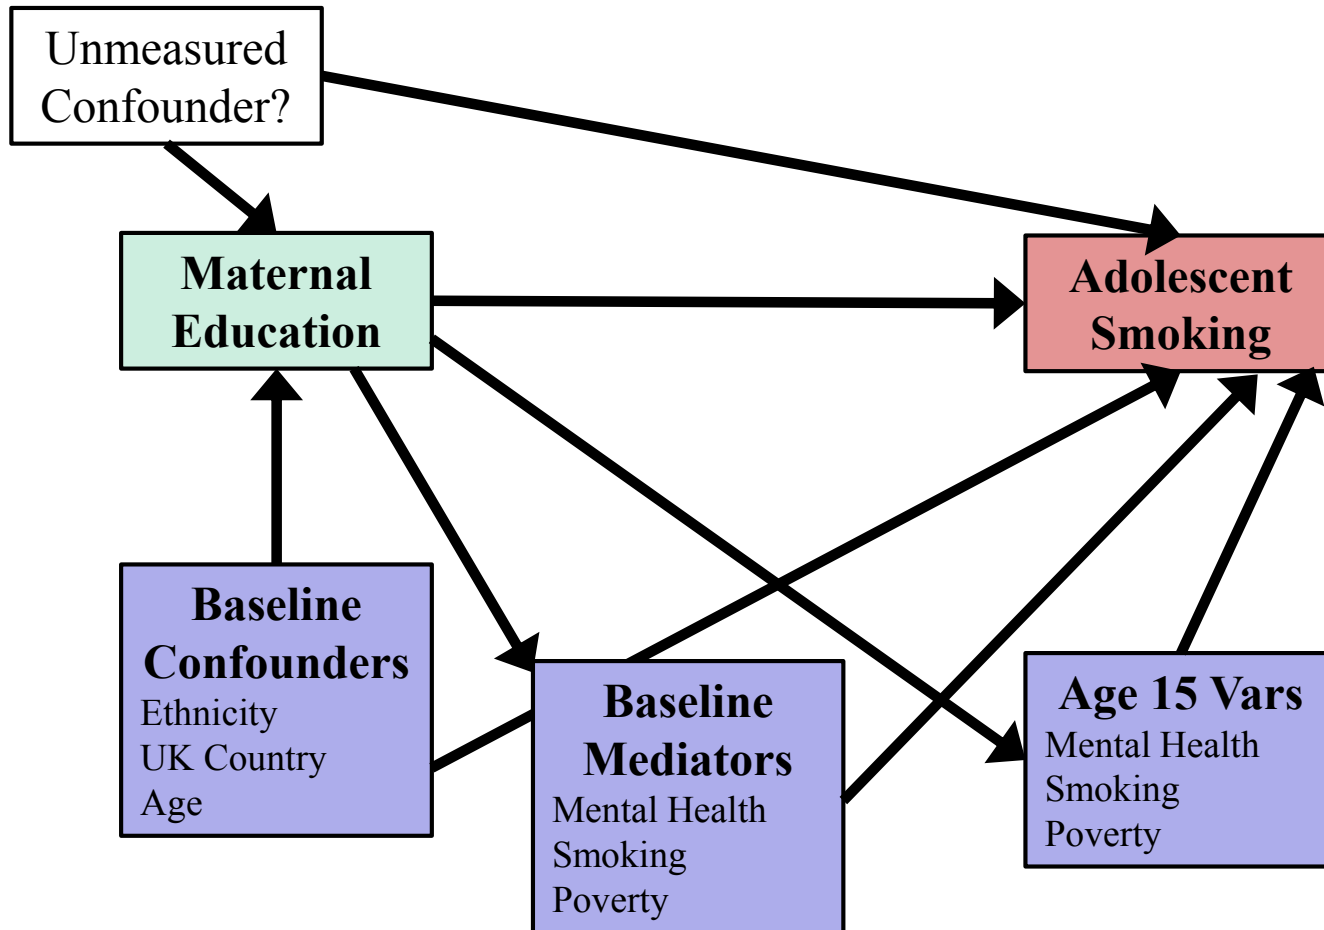 Unmeasured
Confounder?
Maternal
Education
Adolescent
Smoking
Baseline
Confounders
Ethnicity
UK Country
Age
Baseline
Mediators
Mental Health
Smoking
Poverty
Age 15 Vars
Mental Health
Smoking
Poverty